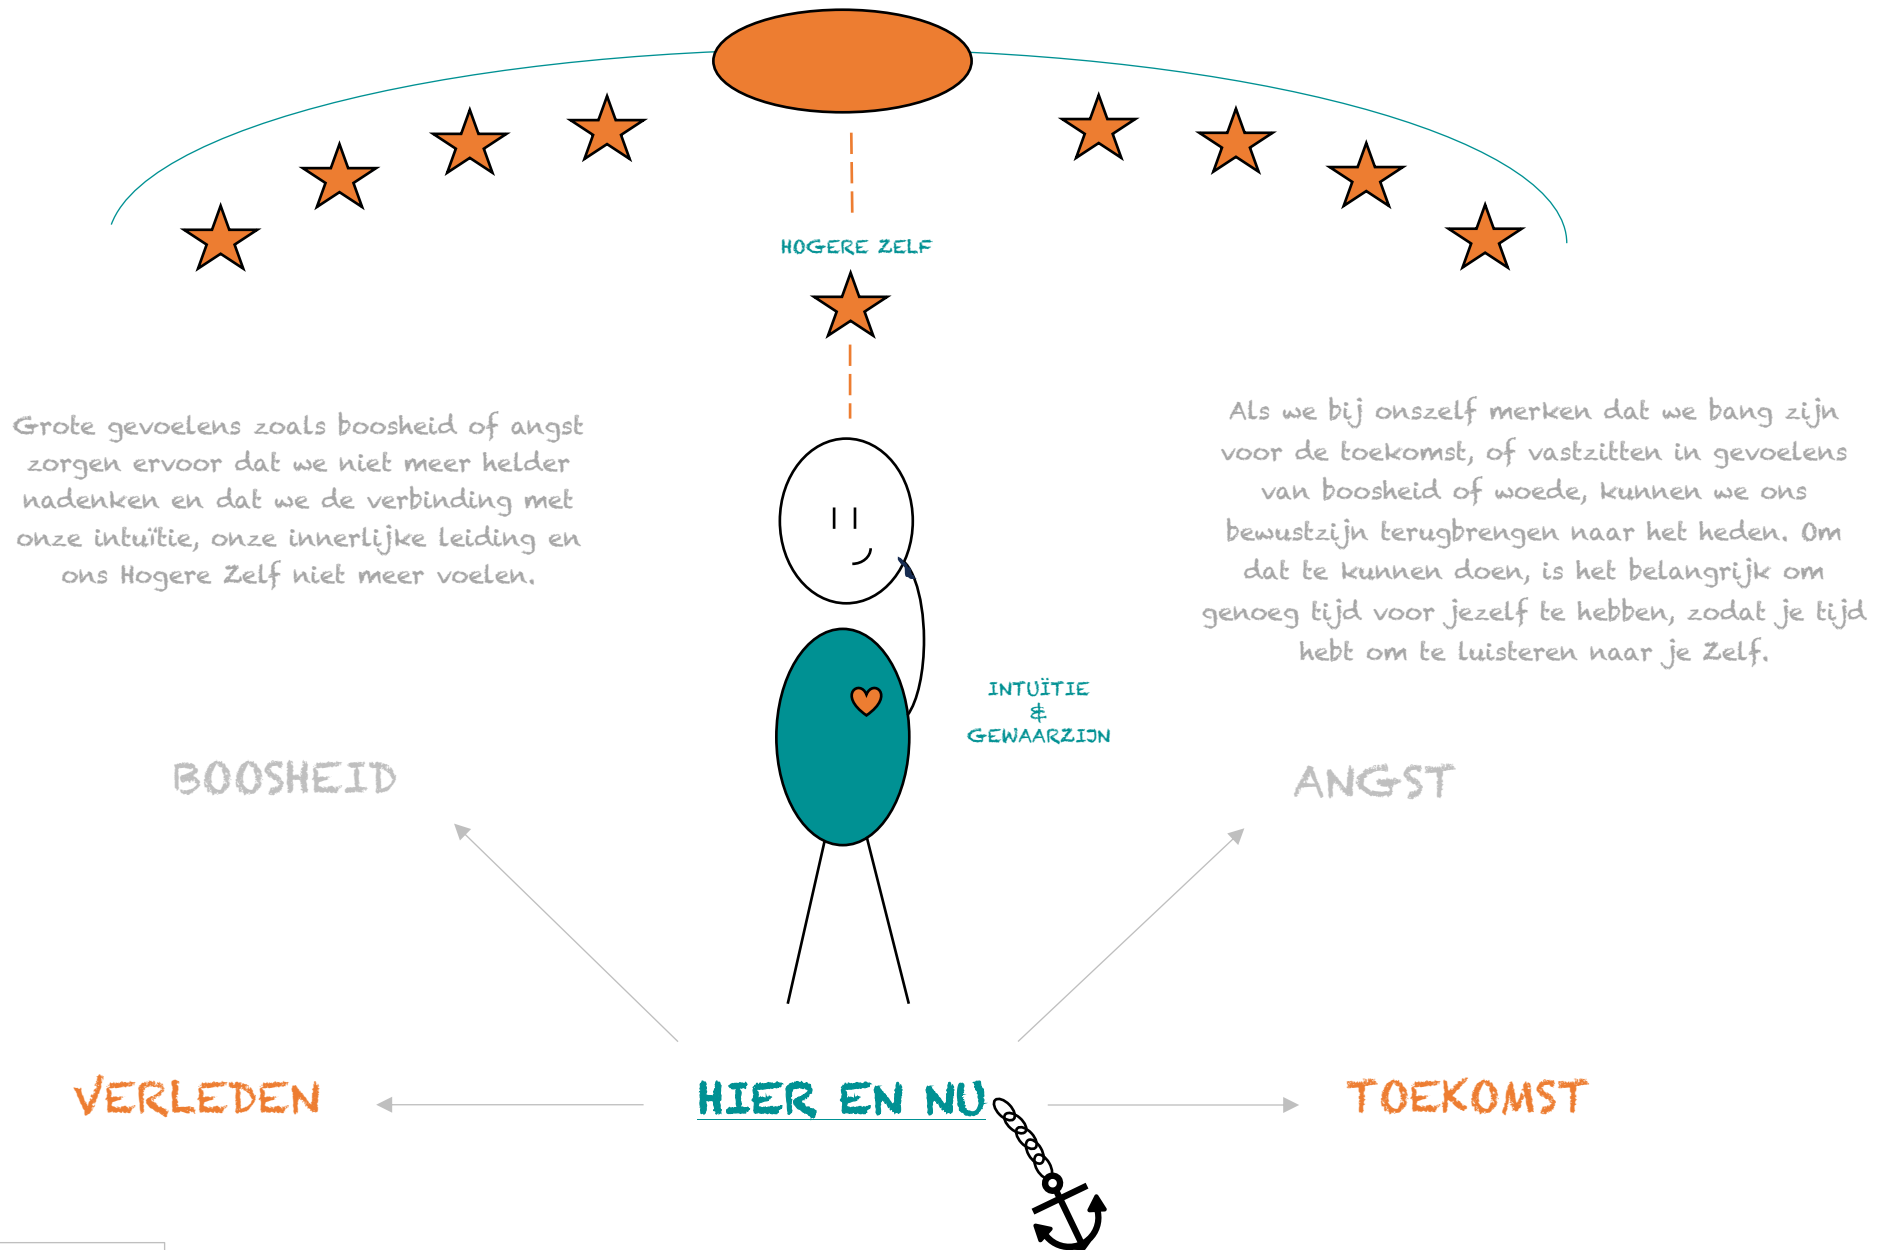 HOGERE ZELF
Grote gevoelens zoals boosheid of angst
zorgen ervoor dat we niet meer helder
nadenken en dat we de verbinding met
onze intuïtie, onze innerlijke leiding en
ons Hogere Zelf niet meer voelen.
Als we bij onszelf merken dat we bang zijn
voor de toekomst, of vastzitten in gevoelens
van boosheid of woede, kunnen we ons
bewustzijn terugbrengen naar het heden. Om
dat te kunnen doen, is het belangrijk om
genoeg tijd voor jezelf te hebben, zodat je tijd
hebt om te luisteren naar je Zelf.
INTUÏTIE
&
GEWAARZIJN
BOOSHEID
ANGST
VERLEDEN
HIER EN NU
TOEKOMST